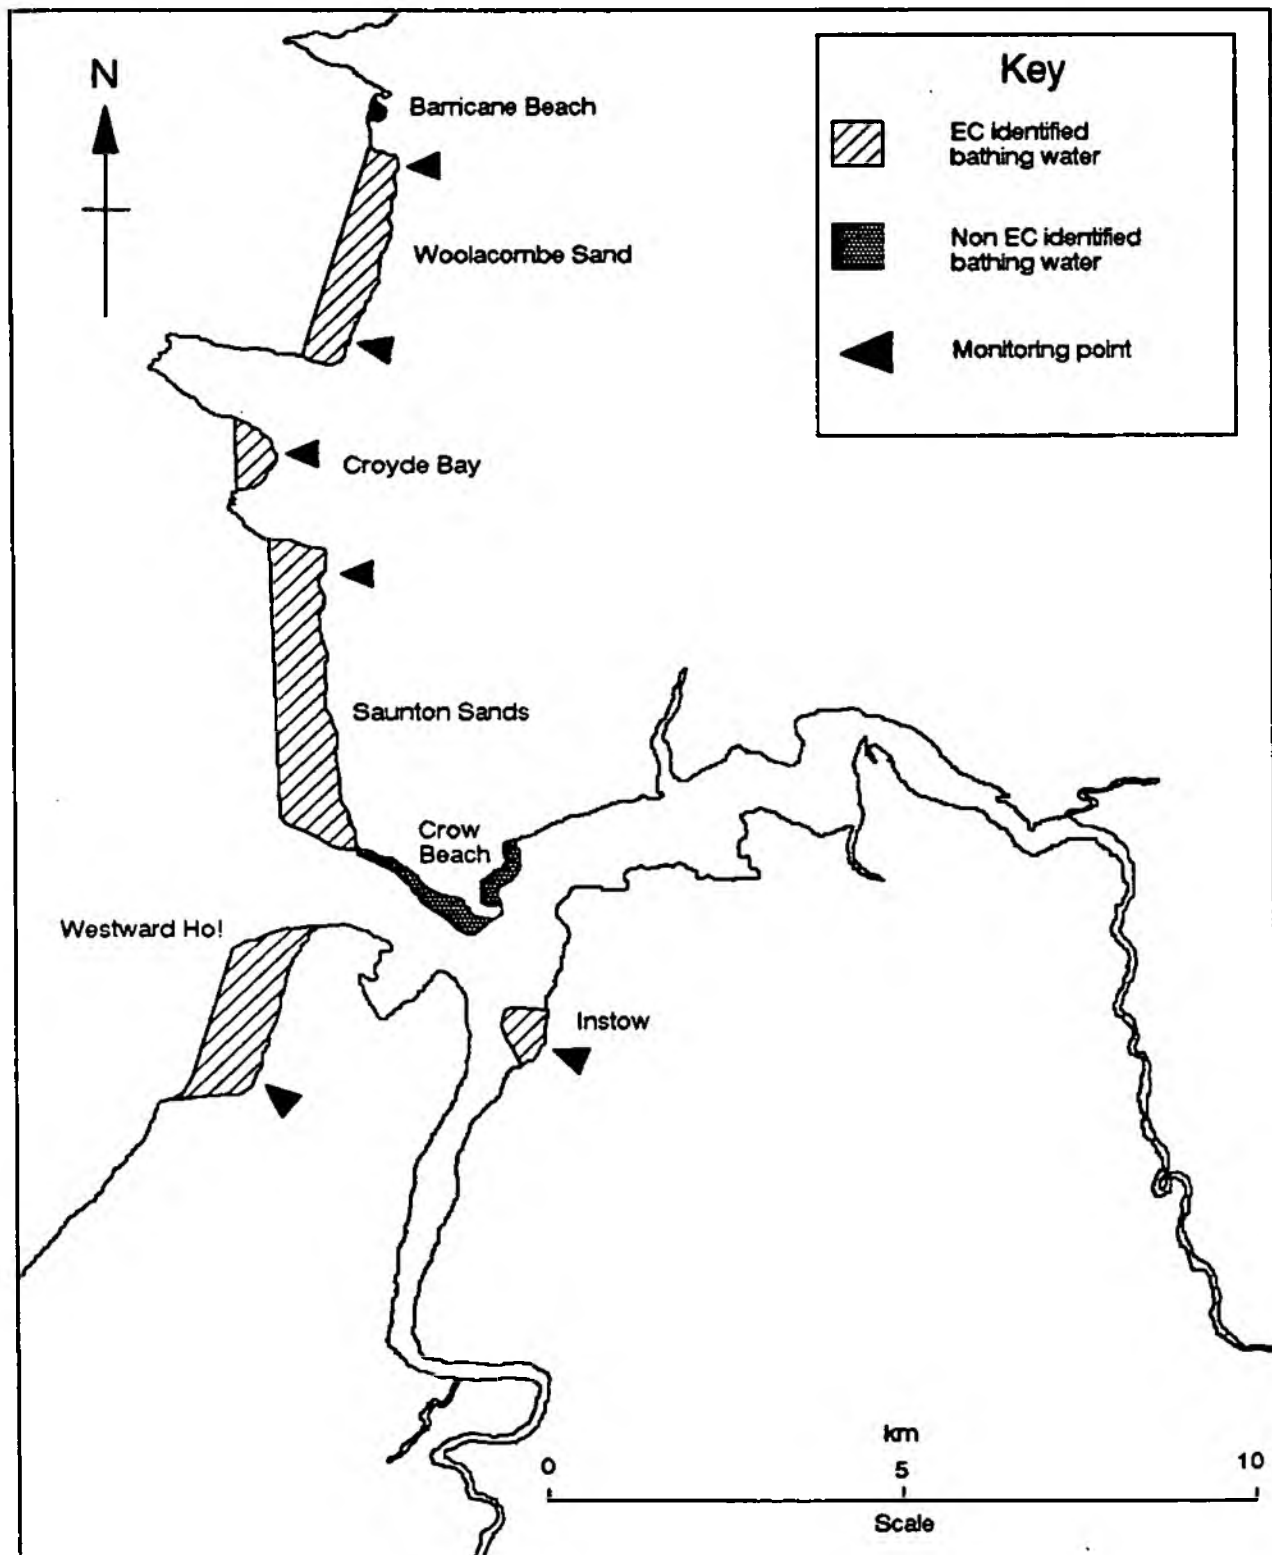 N
Barricane Beach
Woolacombe Sand
Croyde Bay
Saunton Sands
Crow
Beach
Westward Ho!
Instow
Key
EC identified
bathing water
Non EC identified
bathing water
Monitoring point
km
0
5
10
Scale